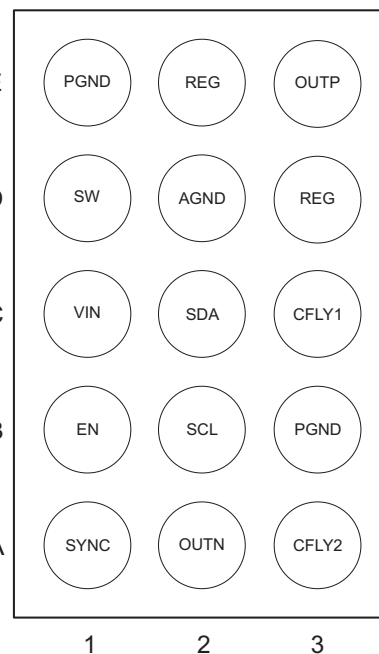 E PGND REG OUTP
D SW AGND REG
C VIN SDA CFLY1
B EN SCL PGND
A SYNC OUTN CFLY2
1 2 3